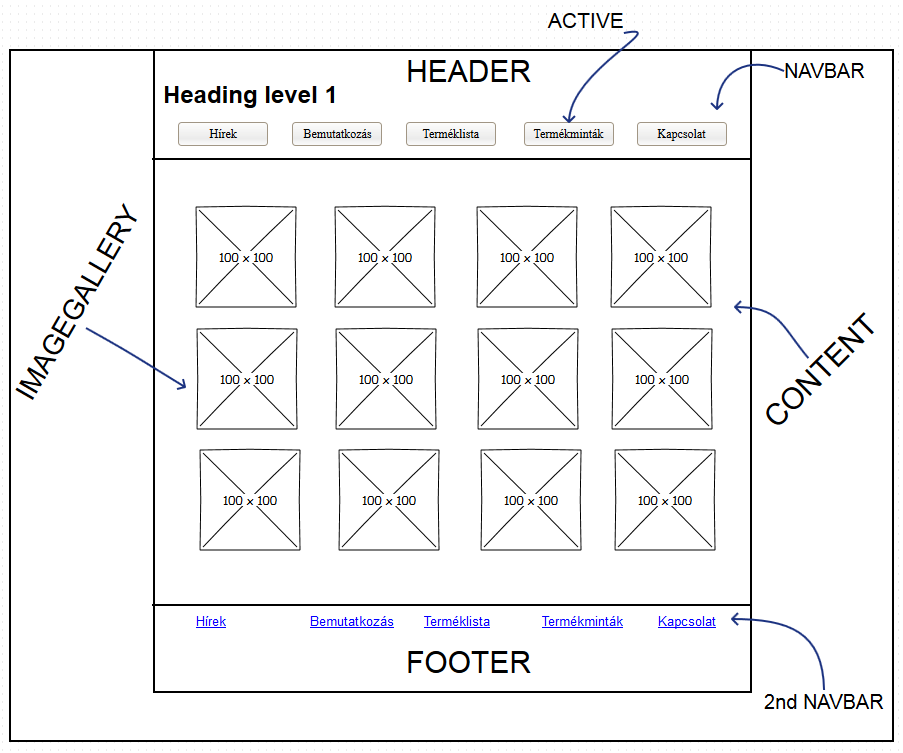 ACTIVE
HEADER
NAVBAR
Heading level 1
Hírek Bemutatkozás Terméklista Termékminták Kapcsolat
IMAGEGALLERY
100 x 100 100 x 100 100 x 100 100 x 100
CONTENT
100 x 100 100 x 100 100 x 100 100 x 100
100 x 100 100 x 100 100 x 100 100 x 100
Hírek Bemutatkozás Terméklista Termékminták Kapcsolat
FOOTER
2nd NAVBAR